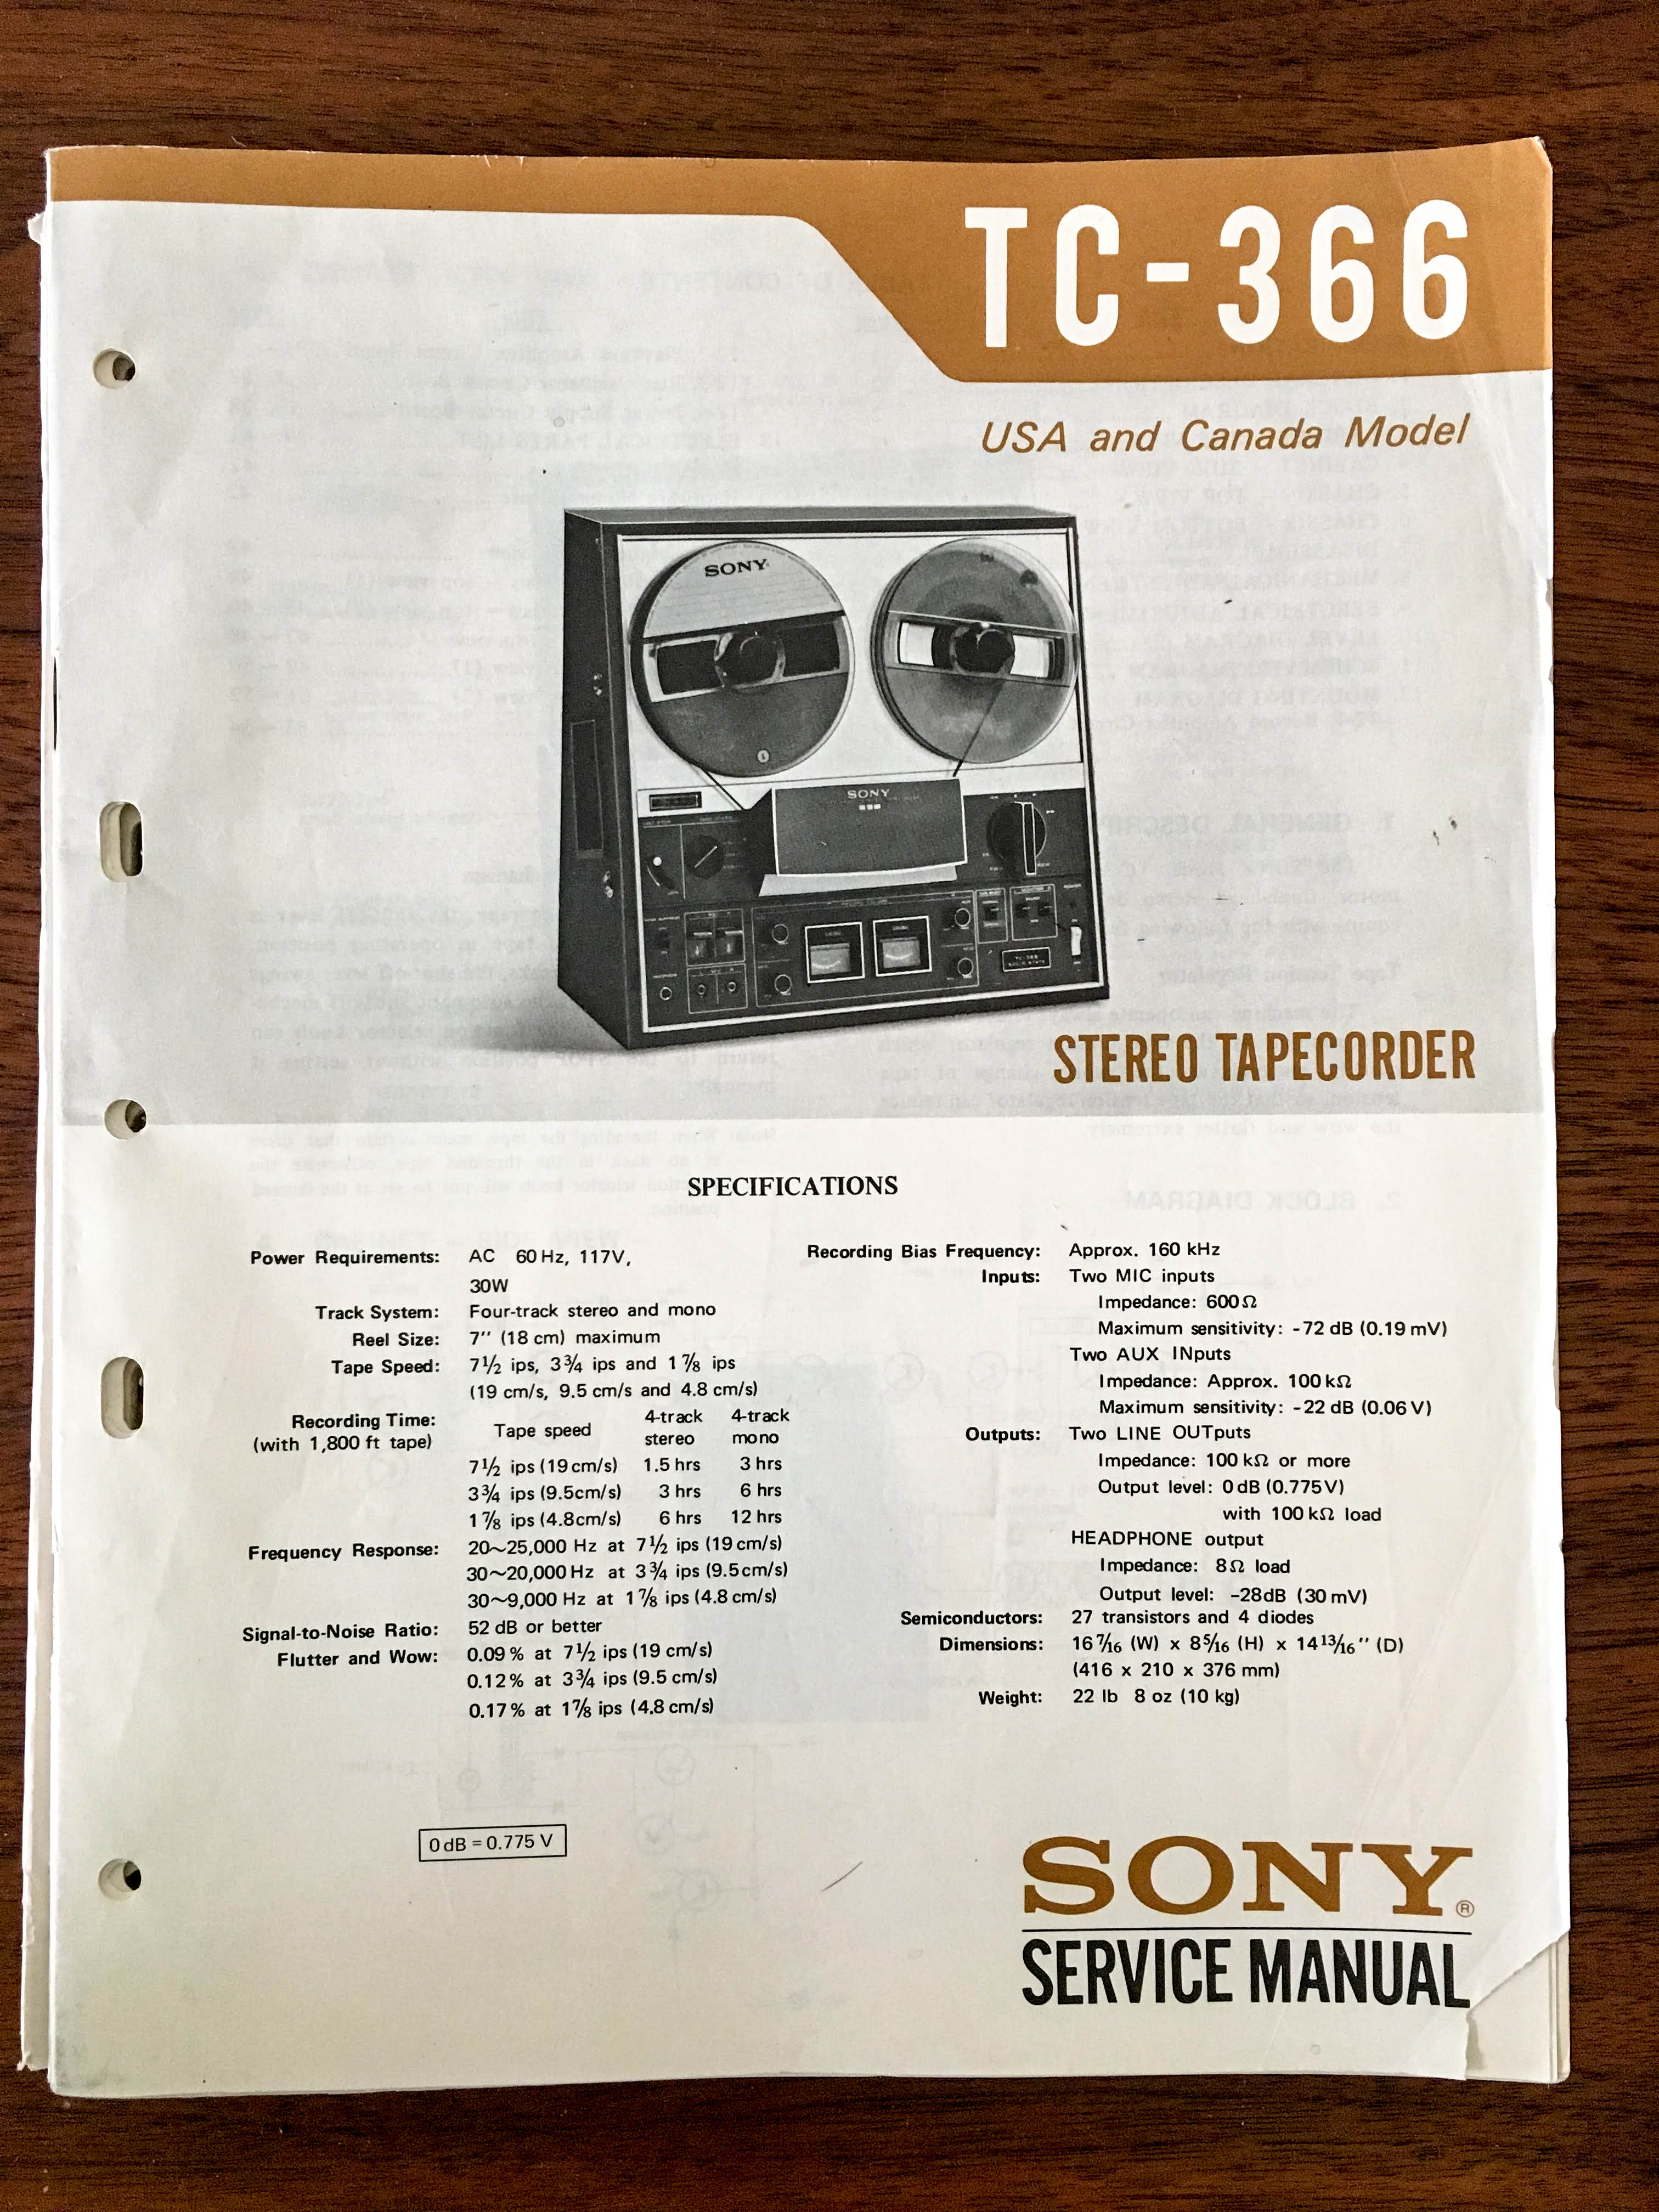 TC-366
USA and Canada Model
SONY
SONY
STEREO TAPECORDER
SPECIFICATIONS
Power Requirements: AC 60 Hz, 117V,
30W
Track System: Four-track stereo and mono
Reel Size: 7'' (18 cm) maximum
Tape Speed: 7½ ips, 3¾ ips and 1⅞ ips
(19 cm/s, 9.5 cm/s and 4.8 cm/s)
Recording Time:
(with 1,800 ft tape)
Tape speed 4-track stereo 4-track mono
7½ ips (19 cm/s) 1.5 hrs 3 hrs
3¾ ips (9.5cm/s) 3 hrs 6 hrs
1⅞ ips (4.8cm/s) 6 hrs 12 hrs
Frequency Response: 20~25,000 Hz at 7½ ips (19 cm/s)
30~20,000 Hz at 3¾ ips (9.5cm/s)
30~9,000 Hz at 1⅞ ips (4.8 cm/s)
Signal-to-Noise Ratio: 52 dB or better
Flutter and Wow: 0.09 % at 7½ ips (19 cm/s)
0.12 % at 3¾ ips (9.5 cm/s)
0.17 % at 1⅞ ips (4.8 cm/s)
Recording Bias Frequency: Approx. 160 kHz
Inputs: Two MIC inputs
Impedance: 600 Ω
Maximum sensitivity: -72 dB (0.19 mV)
Two AUX INputs
Impedance: Approx. 100 kΩ
Maximum sensitivity: -22 dB (0.06 V)
Outputs: Two LINE OUTputs
Impedance: 100 kΩ or more
Output level: 0 dB (0.775 V)
with 100 kΩ load
HEADPHONE output
Impedance: 8 Ω load
Output level: -28dB (30 mV)
Semiconductors: 27 transistors and 4 diodes
Dimensions: 16 7/16 (W) x 8 5/16 (H) x 14 13/16'' (D)
(416 x 210 x 376 mm)
Weight: 22 lb 8 oz (10 kg)
0 dB = 0.775 V
SONY®
SERVICE MANUAL